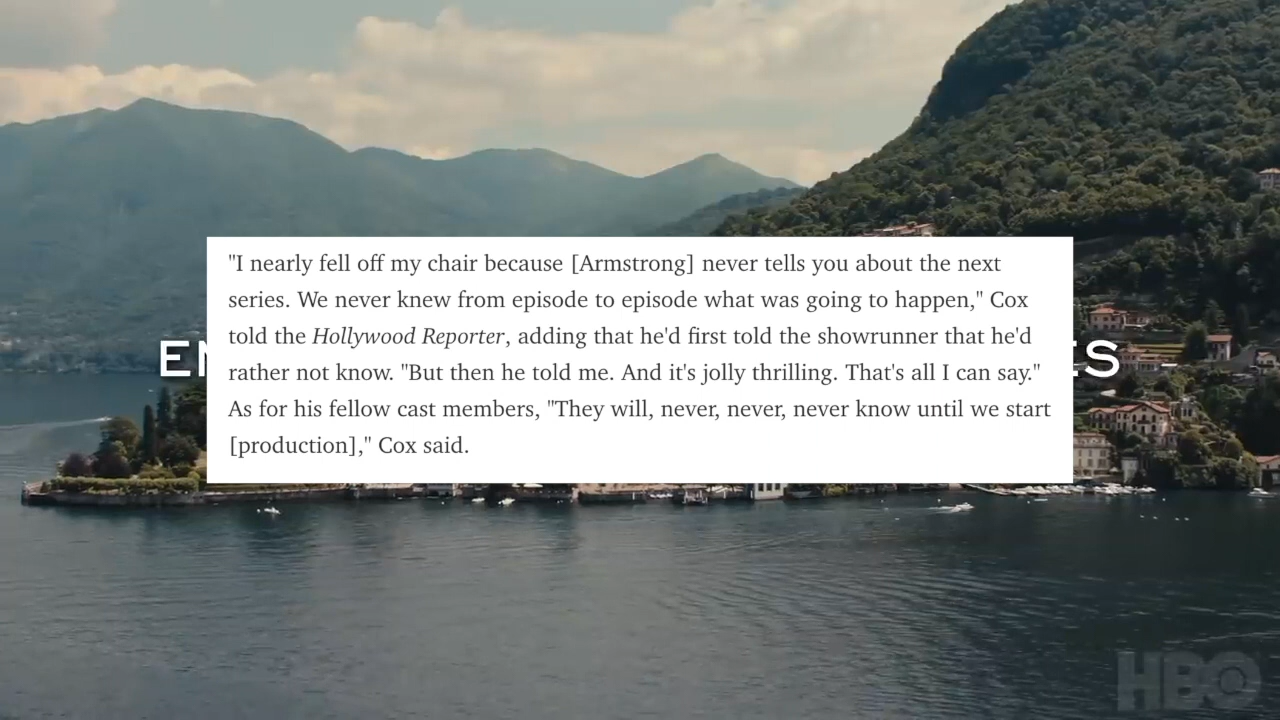 "I nearly fell off my chair because [Armstrong] never tells you about the next
series. We never knew from episode to episode what was going to happen," Cox
told the Hollywood Reporter, adding that he'd first told the showrunner that he'd
rather not know. "But then he told me. And it's jolly thrilling. That's all I can say."
As for his fellow cast members, "They will, never, never, never know until we start
[production]," Cox said.
HBO